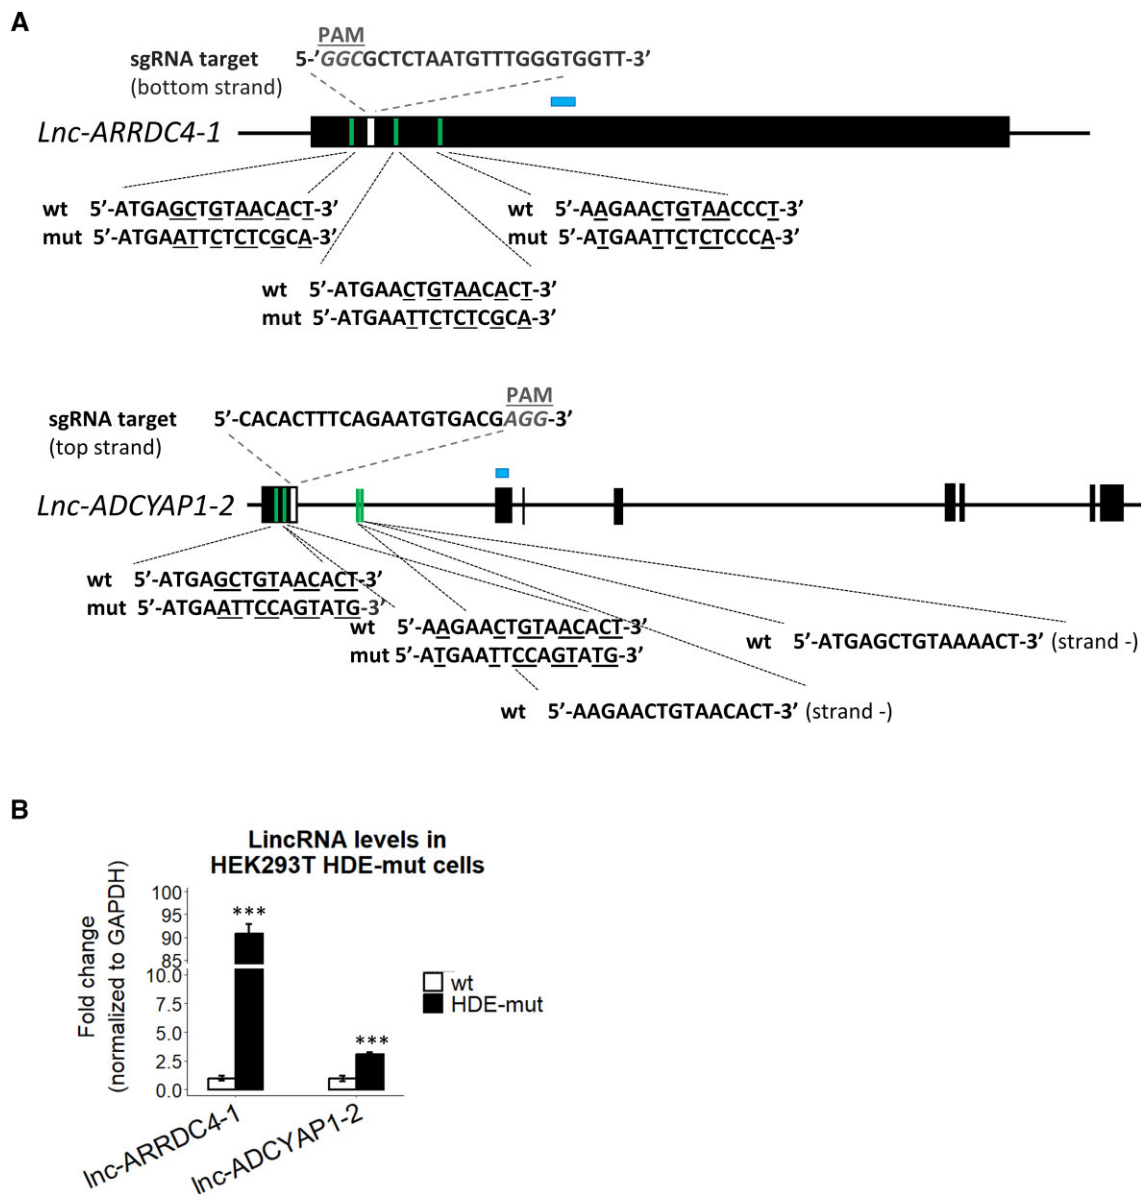 A
PAM
sgRNA target 5-'GGCGCTCTAATGTTTGGGTGGTT-3'
(bottom strand)
Lnc-ARRDC4-1
wt 5'-ATGAGCTGTAACACT-3'
mut 5'-ATGAATTCTCTCGCA-3'
wt 5'-AAGAACTGTAACCCT-3'
mut 5'-ATGAATTCTCTCCCA-3'
wt 5'-ATGAACTGTAACACT-3'
mut 5'-ATGAATTCTCTCGCA-3'
PAM
sgRNA target 5'-CACACTTTCAGAATGTGACGAGG-3'
(top strand)
Lnc-ADCYAP1-2
wt 5'-ATGAGCTGTAACACT-3'
mut 5'-ATGAATTCCAGTATG-3'
wt 5'-AAGAACTGTAACACT-3'
mut 5'-ATGAATTCCAGTATG-3'
wt 5'-ATGAGCTGTAAAACT-3' (strand -)
wt 5'-AAGAACTGTAACACT-3' (strand -)
B
LincRNA levels in
HEK293T HDE-mut cells
Fold change
(normalized to GAPDH)
100
95
90
85
10.0
7.5
5.0
2.5
0.0
***
***
wt
HDE-mut
lnc-ARRDC4-1
lnc-ADCYAP1-2